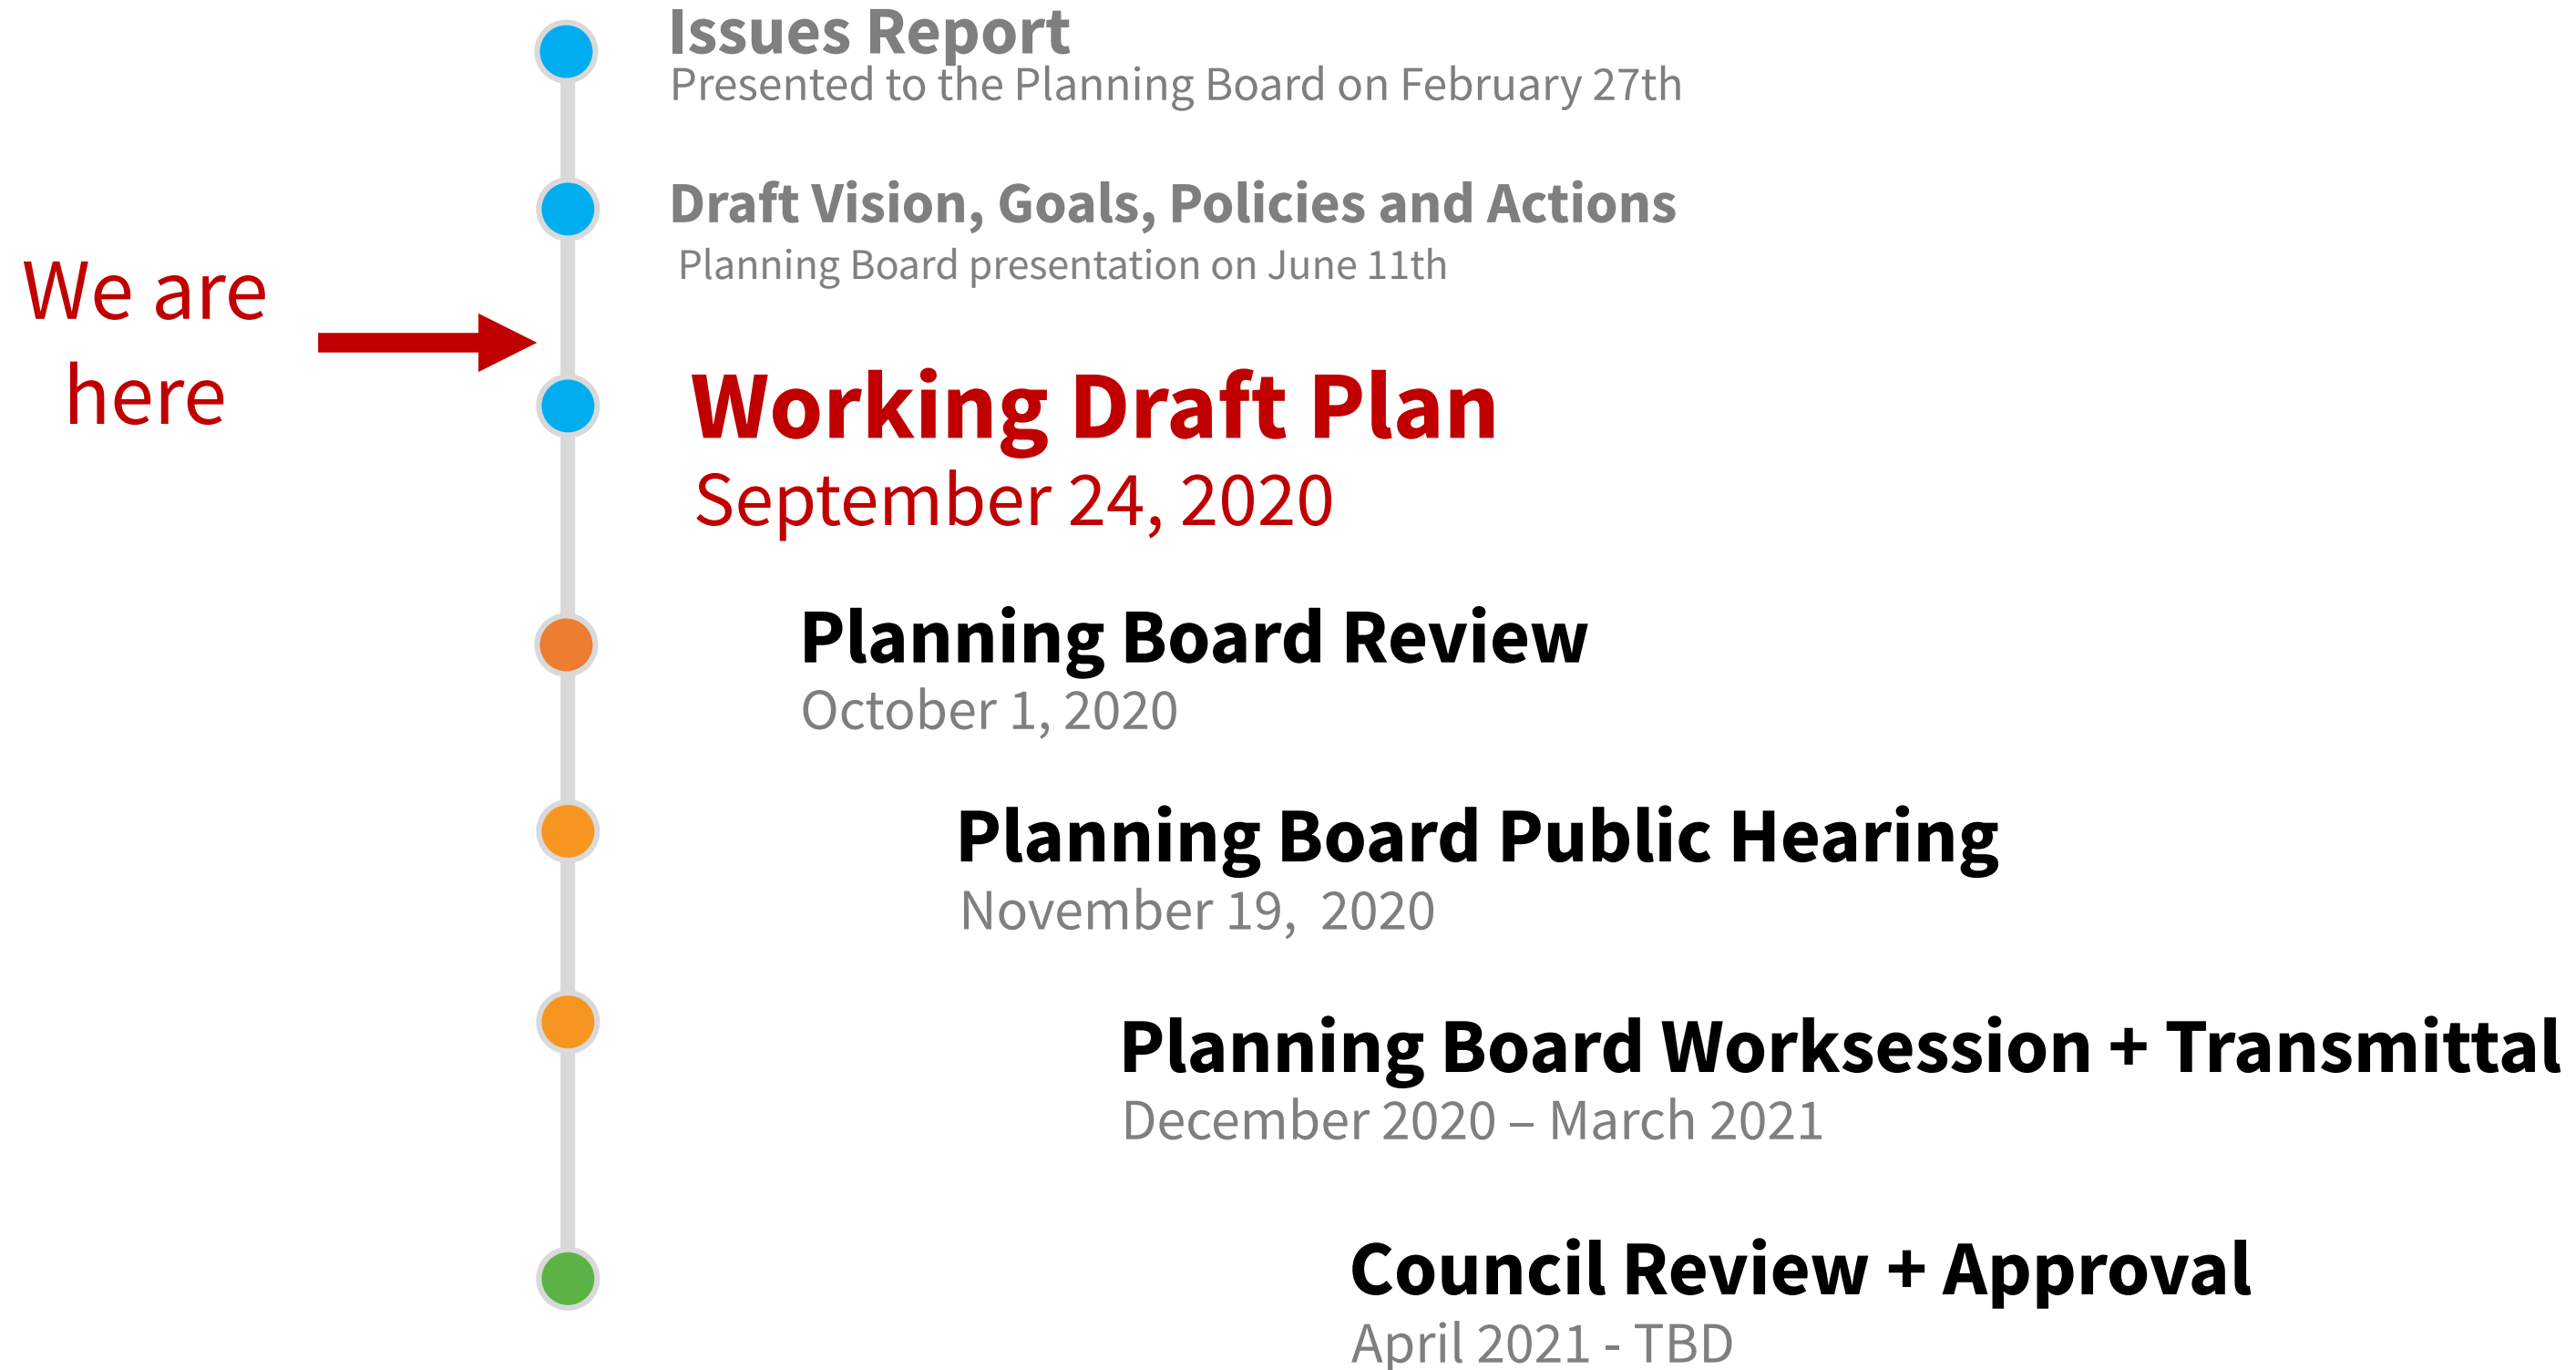 Issues Report
Presented to the Planning Board on February 27th
Draft Vision, Goals, Policies and Actions
Planning Board presentation on June 11th
We are
here
Working Draft Plan
September 24, 2020
Planning Board Review
October 1, 2020
Planning Board Public Hearing
November 19, 2020
Planning Board Worksession + Transmittal
December 2020 – March 2021
Council Review + Approval
April 2021 - TBD